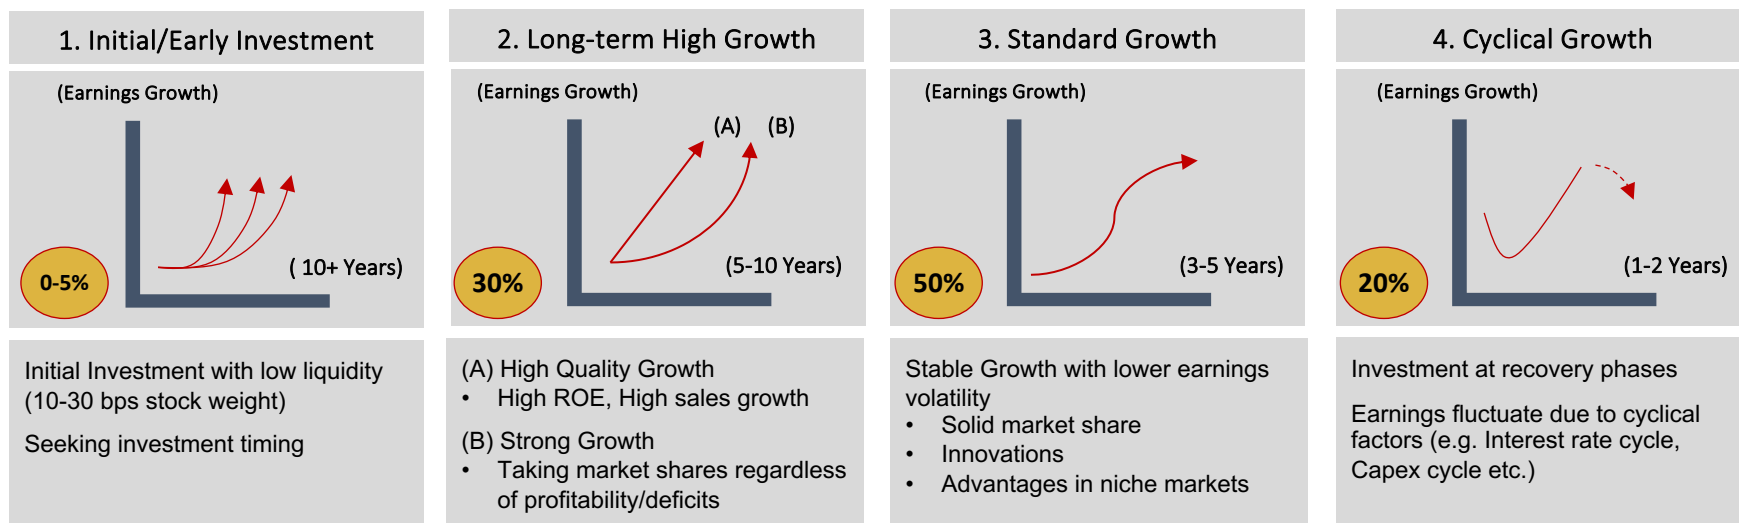 1. Initial/Early Investment
(Earnings Growth)
0-5%
( 10+ Years)
Initial Investment with low liquidity
(10-30 bps stock weight)
Seeking investment timing
2. Long-term High Growth
(Earnings Growth)
(A) (B)
30%
(5-10 Years)
(A) High Quality Growth
• High ROE, High sales growth
(B) Strong Growth
• Taking market shares regardless
of profitability/deficits
3. Standard Growth
(Earnings Growth)
50%
(3-5 Years)
Stable Growth with lower earnings
volatility
• Solid market share
• Innovations
• Advantages in niche markets
4. Cyclical Growth
(Earnings Growth)
20%
(1-2 Years)
Investment at recovery phases
Earnings fluctuate due to cyclical
factors (e.g. Interest rate cycle,
Capex cycle etc.)